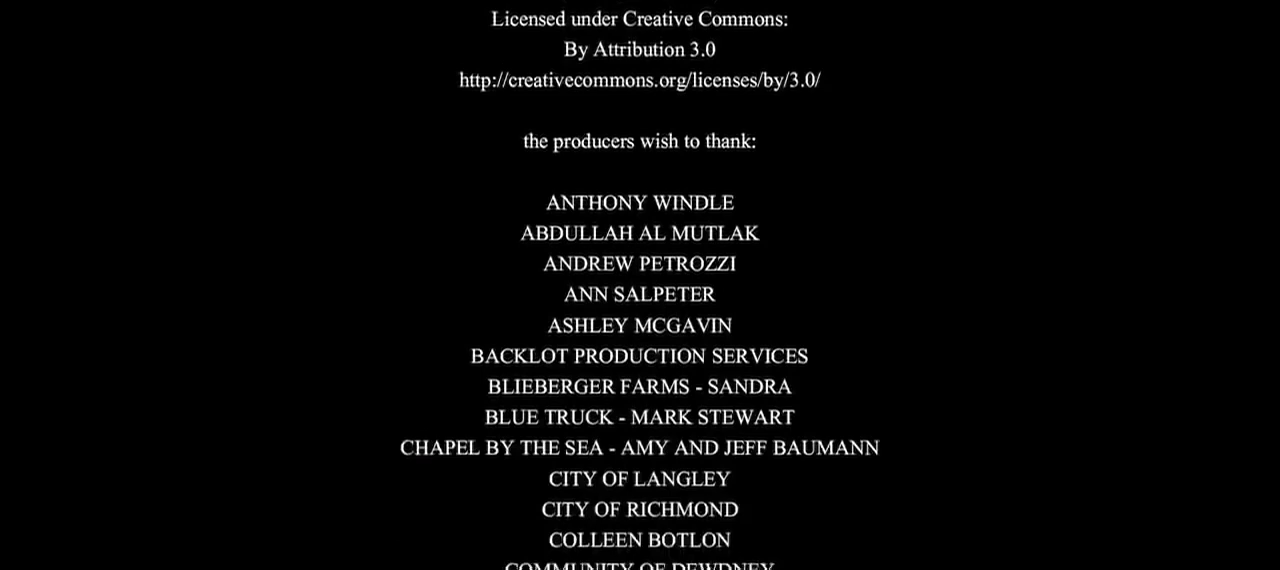 Licensed under Creative Commons:
By Attribution 3.0
http://creativecommons.org/licenses/by/3.0/
the producers wish to thank:
ANTHONY WINDLE
ABDULLAH AL MUTLAK
ANDREW PETROZZI
ANN SALPETER
ASHLEY MCGAVIN
BACKLOT PRODUCTION SERVICES
BLIEBERGER FARMS - SANDRA
BLUE TRUCK - MARK STEWART
CHAPEL BY THE SEA - AMY AND JEFF BAUMANN
CITY OF LANGLEY
CITY OF RICHMOND
COLLEEN BOTLON
COMMUNITY OF DEWDNEY